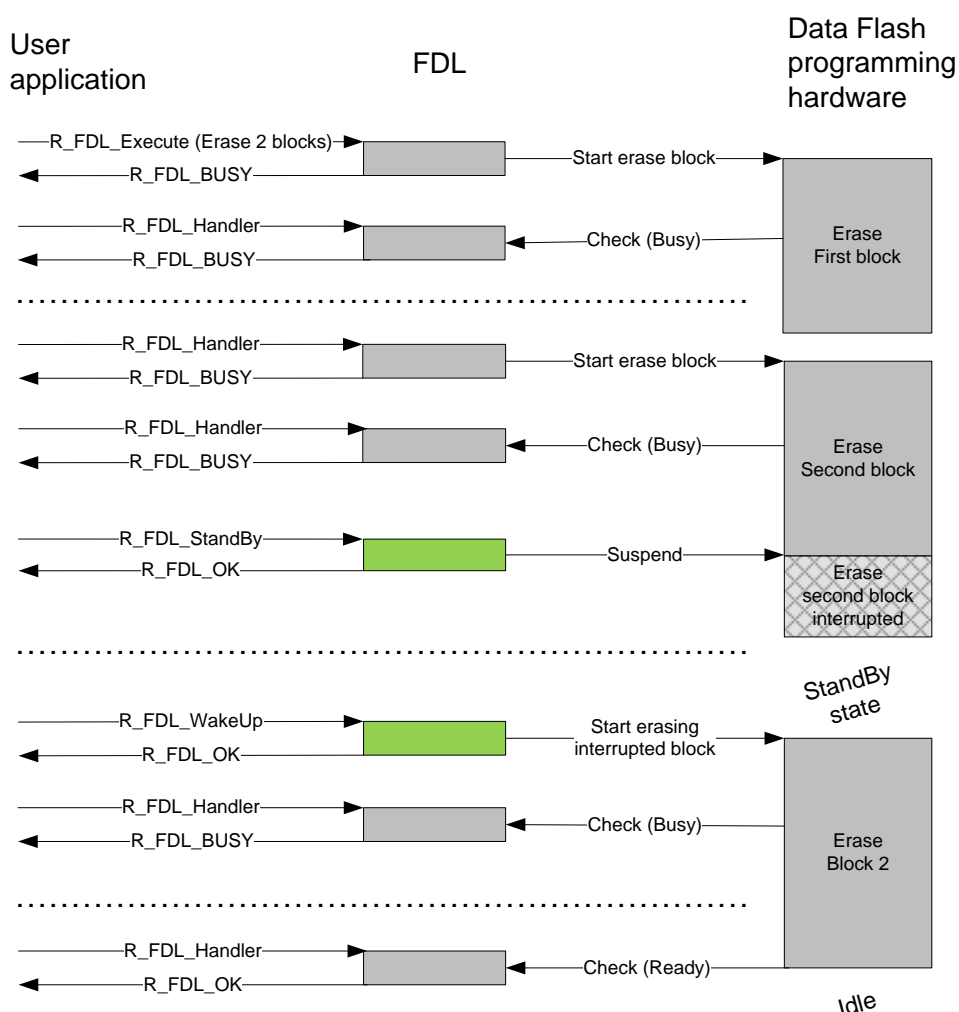 User
application
FDL
Data Flash
programming
hardware
R_FDL_Execute (Erase 2 blocks)
Start erase block
R_FDL_BUSY
R_FDL_Handler
Check (Busy)
Erase
First block
R_FDL_BUSY
R_FDL_Handler
Start erase block
R_FDL_BUSY
R_FDL_Handler
Check (Busy)
Erase
Second block
R_FDL_BUSY
R_FDL_StandBy
Suspend
R_FDL_OK
Erase
second block
interrupted
StandBy
state
R_FDL_WakeUp
Start erasing
interrupted block
R_FDL_OK
R_FDL_Handler
Check (Busy)
R_FDL_BUSY
Erase
Block 2
R_FDL_Handler
Check (Ready)
R_FDL_OK
Idle